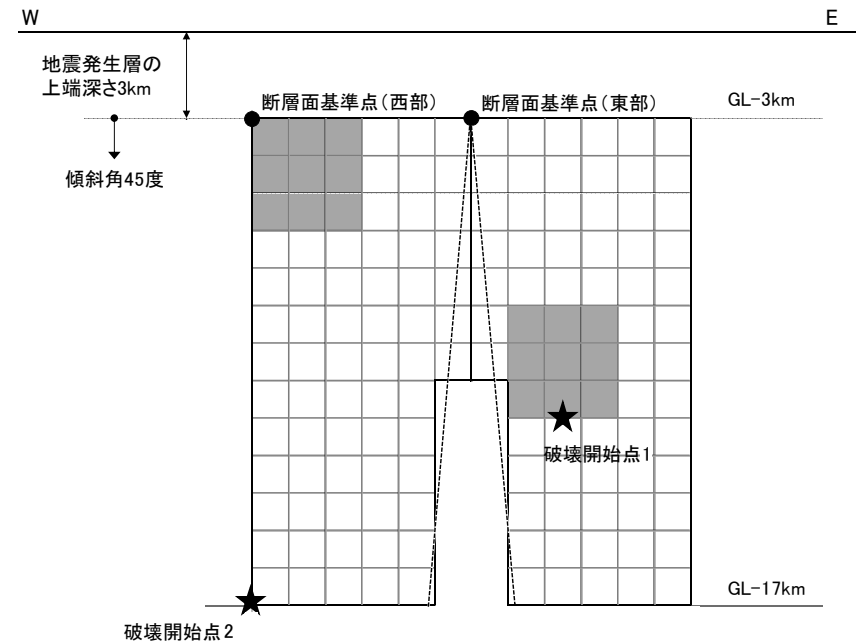 W
E
地震発生層の
上端深さ3km
断層面基準点(西部)
断層面基準点(東部)
GL-3km
傾斜角45度
破壊開始点1
GL-17km
破壊開始点2